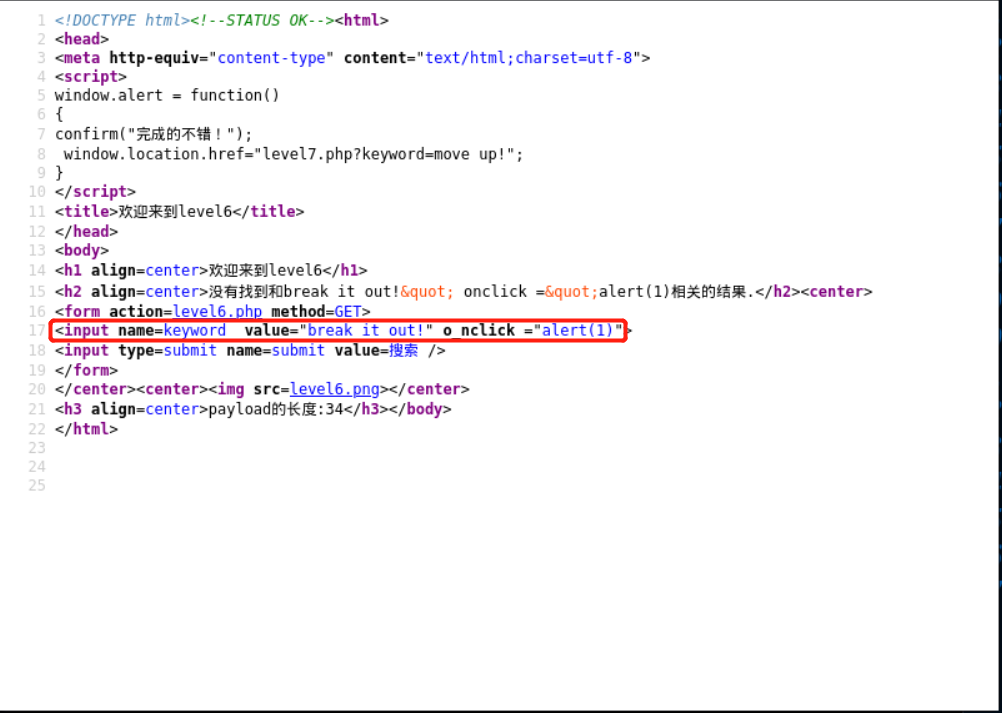 1 <!DOCTYPE html><!--STATUS OK--><html>
2 <head>
3 <meta http-equiv="content-type" content="text/html;charset=utf-8">
4 <script>
5 window.alert = function()
6 {
7 confirm("完成的不错！");
8  window.location.href="level7.php?keyword=move up!";
9 }
10 </script>
11 <title>欢迎来到level6</title>
12 </head>
13 <body>
14 <h1 align=center>欢迎来到level6</h1>
15 <h2 align=center>没有找到和break it out!&quot; onclick =&quot;alert(1)相关的结果.</h2><center>
16 <form action=level6.php method=GET>
17 <input name=keyword  value="break it out!" o_nclick ="alert(1)">
18 <input type=submit name=submit value=搜索 />
19 </form>
20 </center><center><img src=level6.png></center>
21 <h3 align=center>payload的长度:34</h3></body>
22 </html>
23
24
25